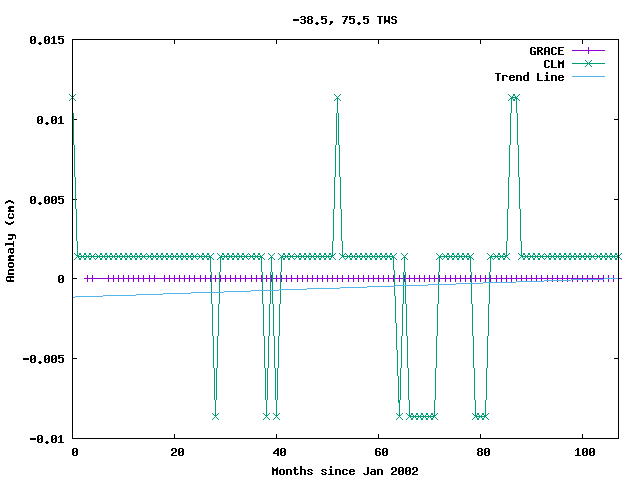 -38.5, 75.5 TWS
0.015
GRACE
CLM
Trend Line
0.01
0.005
Anomaly (cm)
0
-0.005
-0.01
0 20 40 60 80 100
Months since Jan 2002